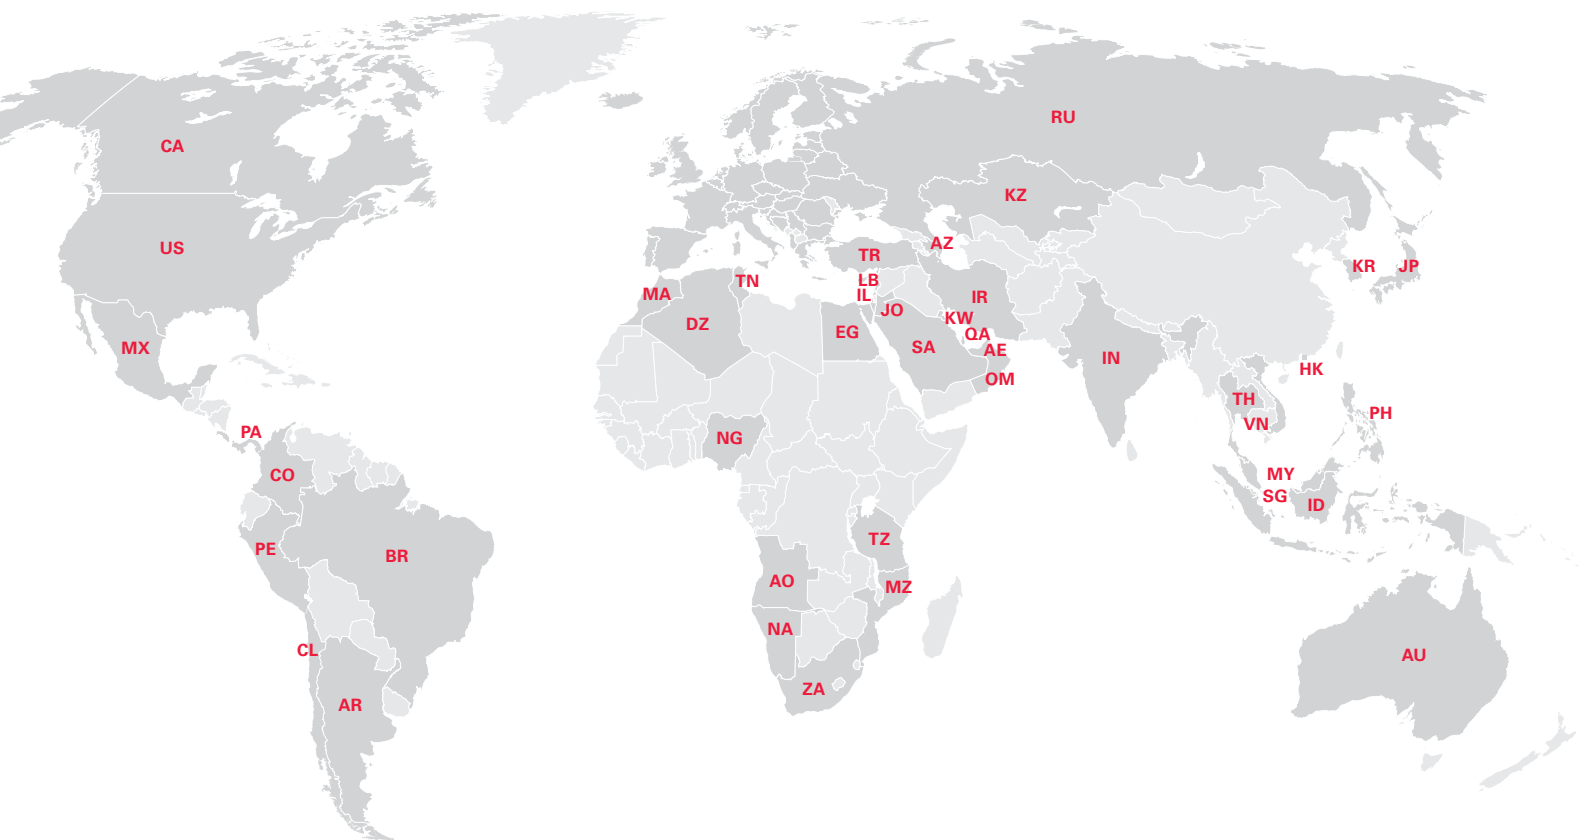 RU
CA
KZ
US
AZ
TR
KR
JP
TN
LB
MA
IL
IR
JO
KW
DZ
EG
QA
MX
SA
AE
IN
HK
OM
TH
PH
VN
PA
NG
CO
MY
SG
ID
TZ
PE
BR
AO
MZ
NA
CL
AU
ZA
AR